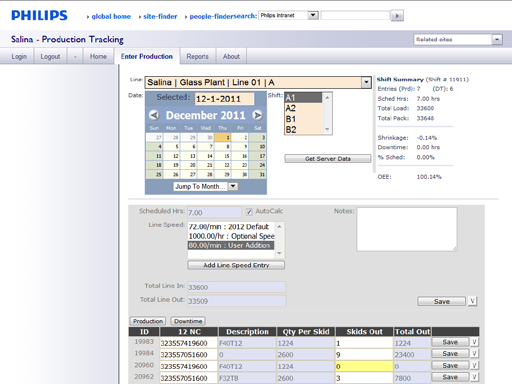 PHILIPS
global home site-finder people-finder search: Philips Intranet
Salina - Production Tracking
Related sites
Login Logout - Home Enter Production Reports About
Line: Salina | Glass Plant | Line 01 | A
Date: Selected: 12-1-2011 Shift: A1
A2
B1
B2
December 2011
Sun Mon Tue Wed Thu Fri Sat
27 28 29 30 1 2 3
4 5 6 7 8 9 10
11 12 13 14 15 16 17
18 19 20 21 22 23 24
25 26 27 28 29 30 31
Jump To Month...
Get Server Data
Shift Summary (Shift # 11911)
Entries (Prd): 7 (DT): 6
Sched Hrs: 7.00 hrs
Total Load: 33600
Total Pack: 33648
Shrinkage: -0.14%
Downtime: 0.00 hrs
% Sched: 0.00%
OEE: 100.14%
Scheduled Hrs: 7.00 AutoCalc Notes:
Line Speed: 72.00/min : 2012 Default
1000.00/hr : Optional Spee
80.00/min : User Addition
Add Line Speed Entry
Total Line In: 33600
Total Line Out: 33509
Save V
Production Downtime
ID 12 NC Description Qty Per Skid Skids Out Total Out
19983 323557419600 F40T12 1224 1 1224 Save V
19984 323557051600 0 2600 9 23400 Save V
20960 323557419600 F40T12 1224 0 0 Save V
20962 323557051600 F32T8 2600 3 7800 Save V